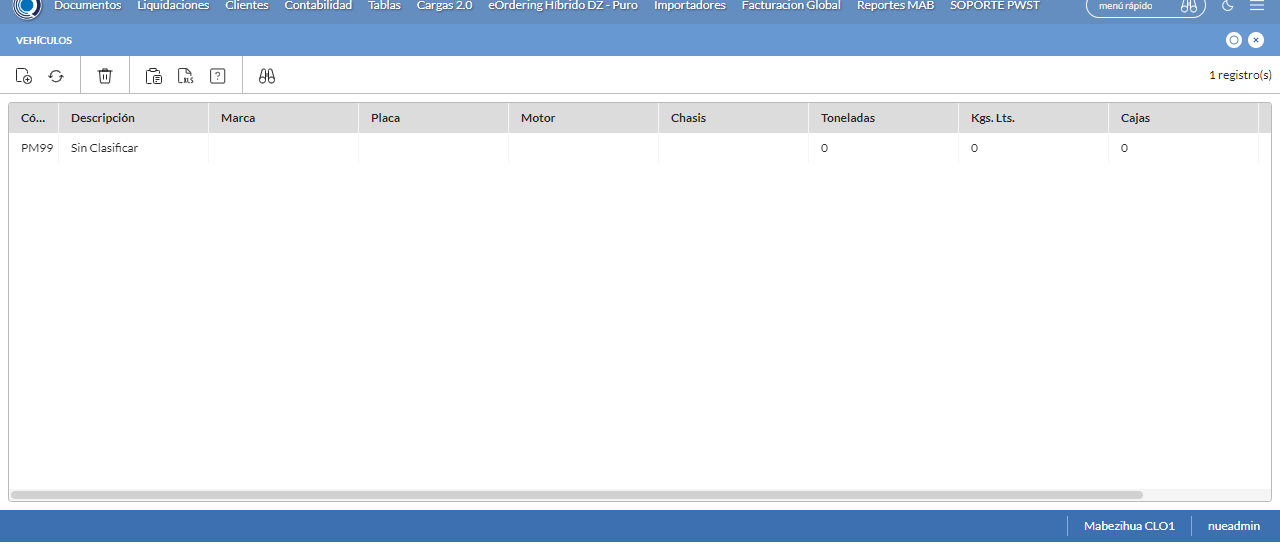 Documentos Liquidaciones Clientes Contabilidad Tablas Cargas 2.0 eOrdering Híbrido DZ - Puro Importadores Facturacion Global Reportes MAB SOPORTE PWST menú rápido
VEHÍCULOS
XLS ? 1 registro(s)
Có... Descripción Marca Placa Motor Chasis Toneladas Kgs. Lts. Cajas
PM99 Sin Clasificar 0 0 0
Mabezihua CLO1 nueadmin